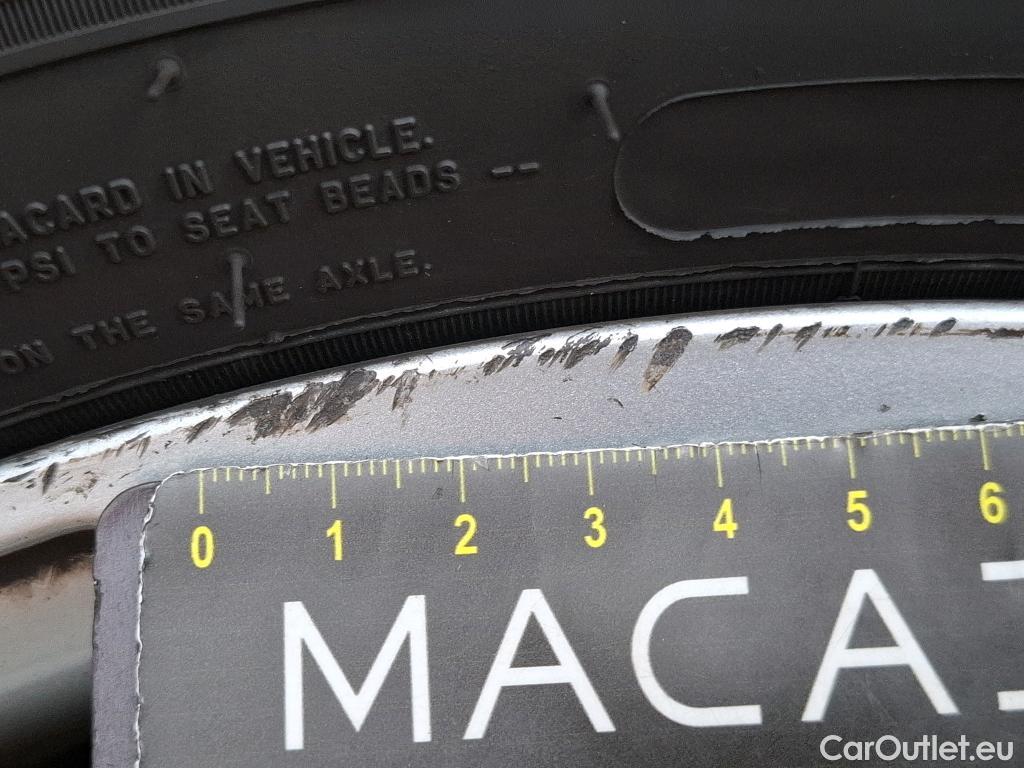 ACARD IN VEHICLE.
PSI TO SEAT BEADS --
ON THE SAME AXLE.
0 1 2 3 4 5 6
MACA
CarOutlet.eu